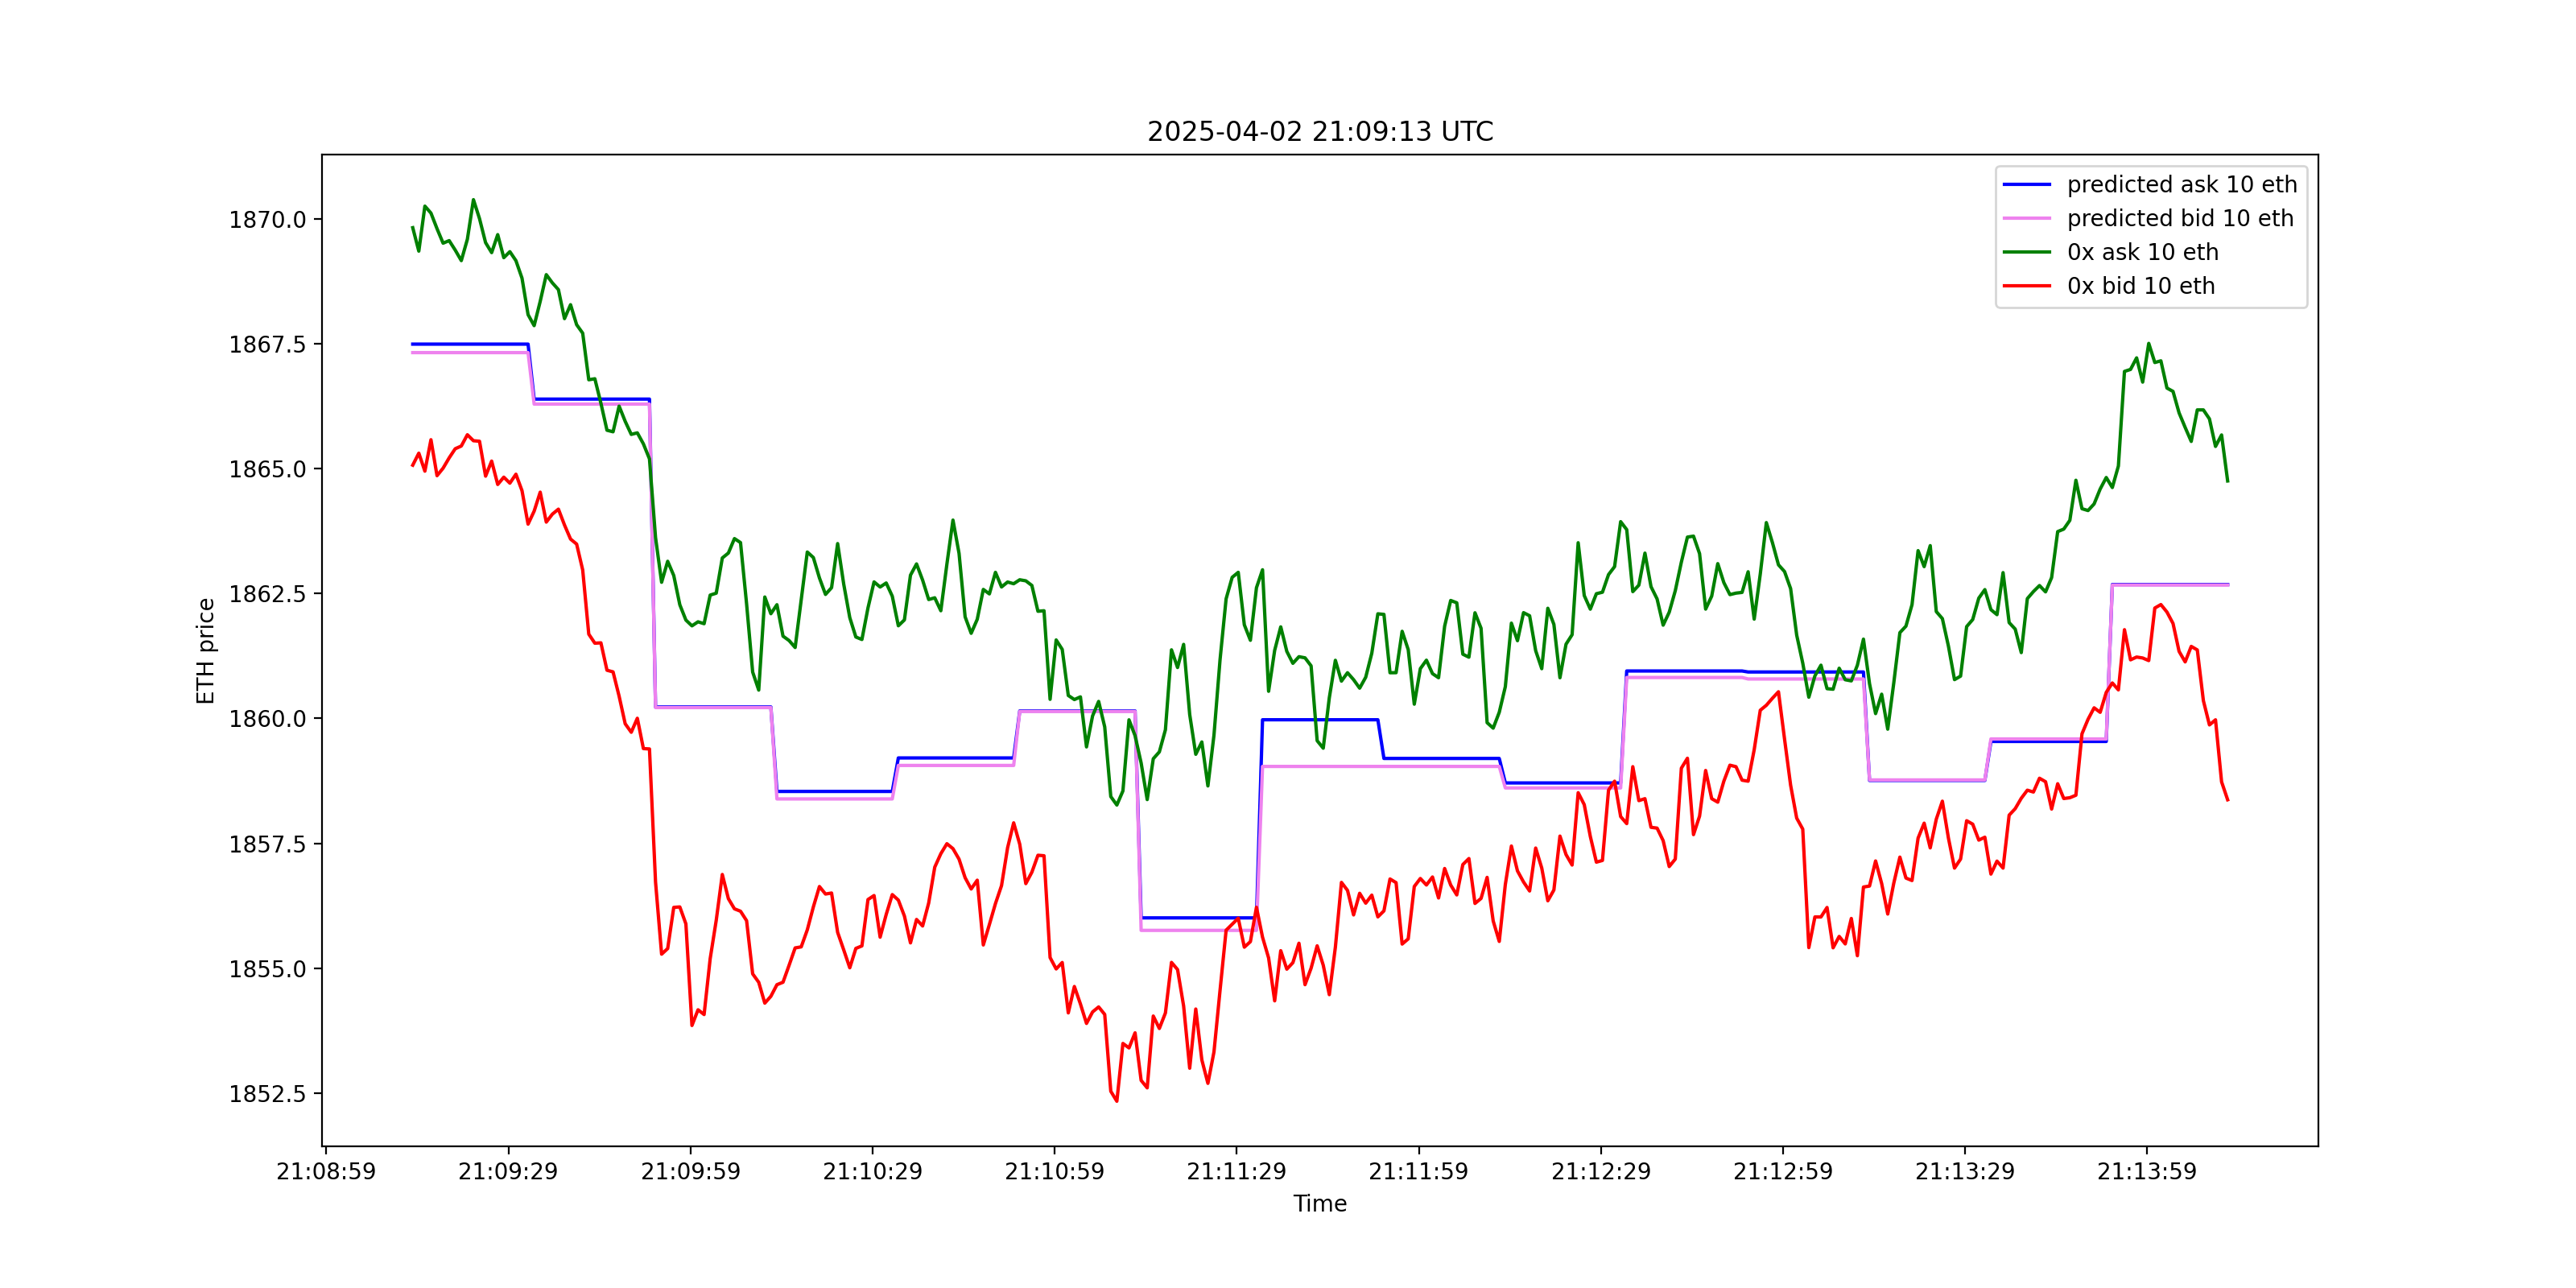 2025-04-02 21:09:13 UTC
predicted ask 10 eth
predicted bid 10 eth
0x ask 10 eth
0x bid 10 eth
ETH price
1870.0
1867.5
1865.0
1862.5
1860.0
1857.5
1855.0
1852.5
21:08:59 21:09:29 21:09:59 21:10:29 21:10:59 21:11:29 21:11:59 21:12:29 21:12:59 21:13:29 21:13:59
Time